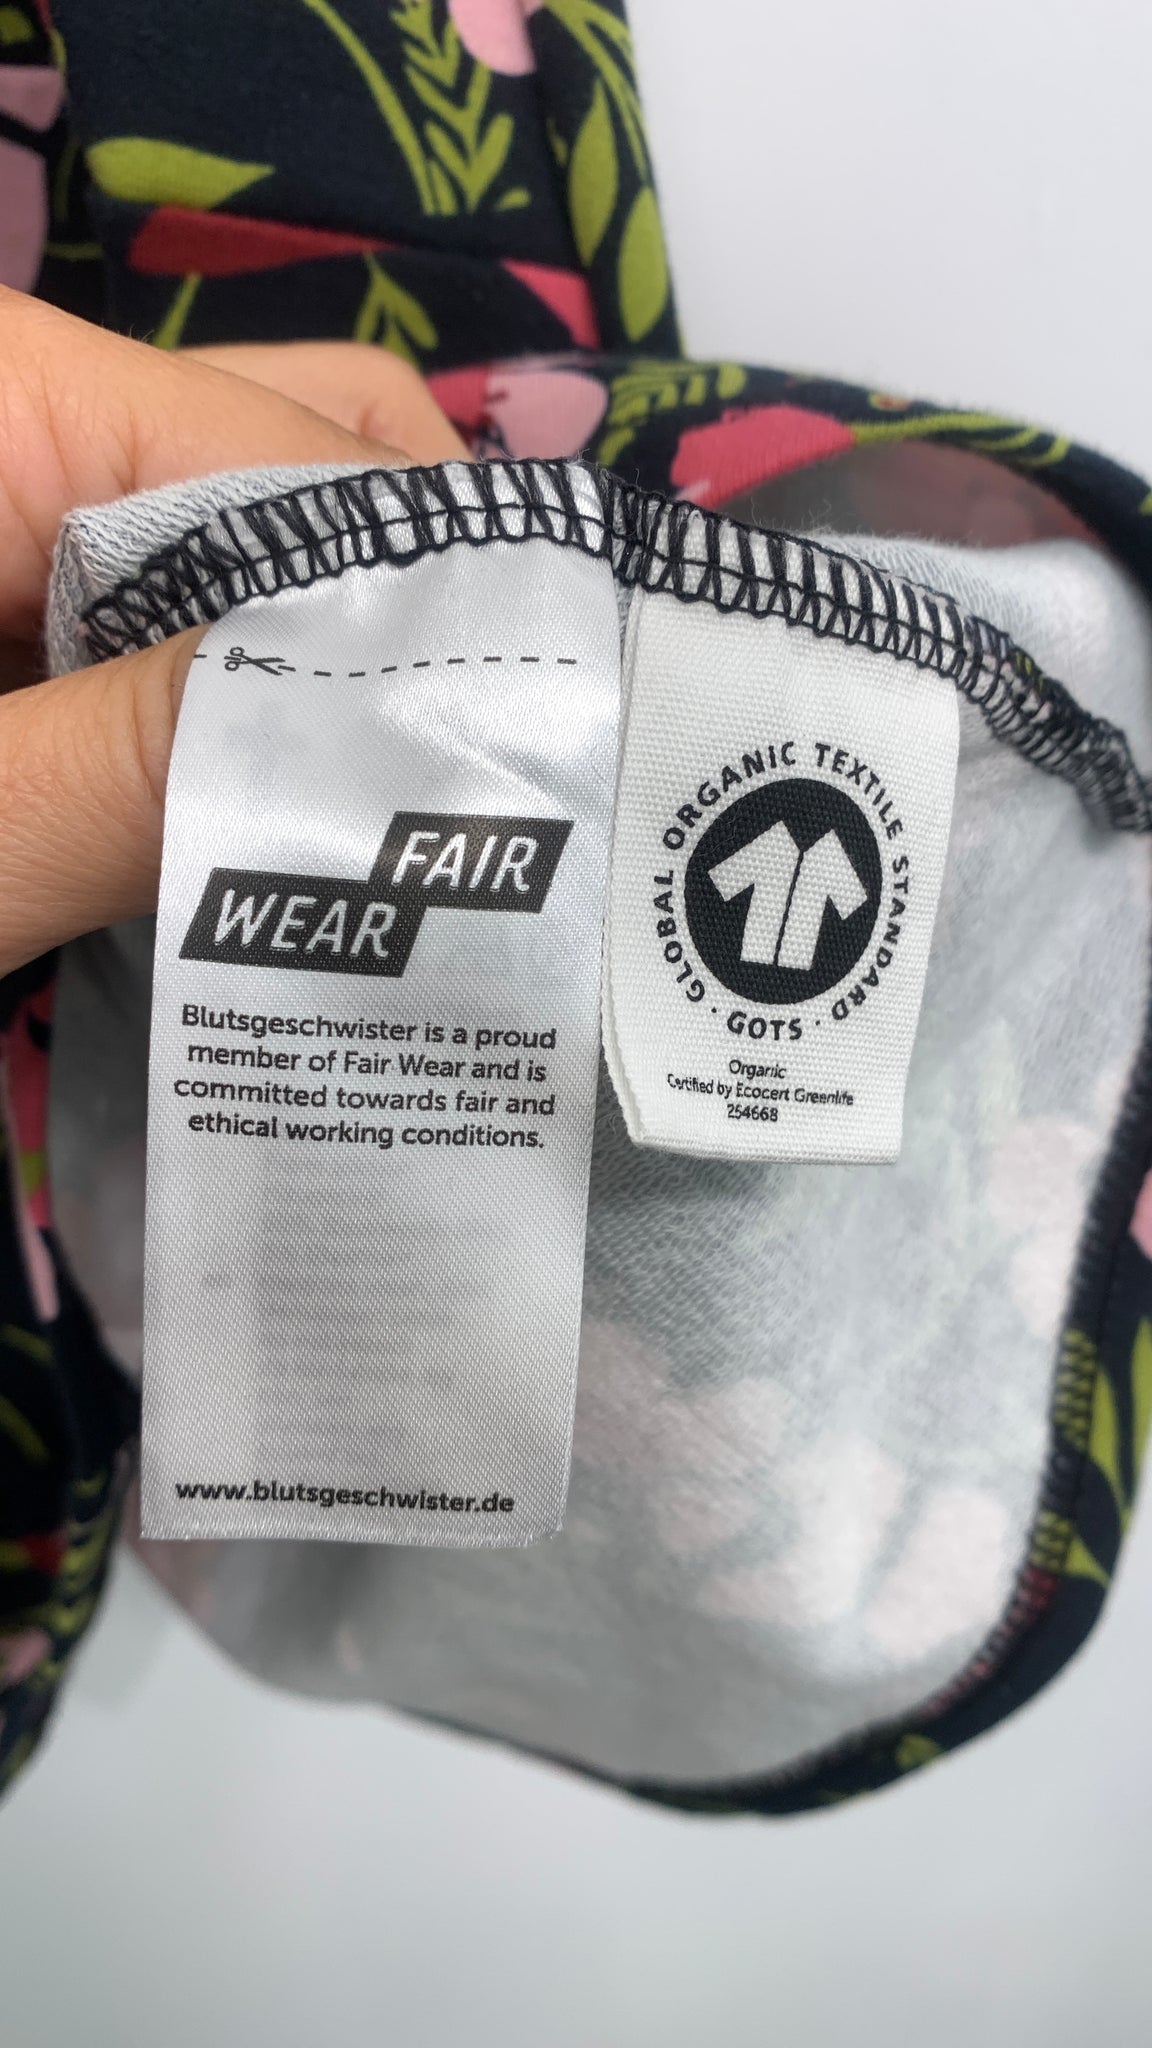 FAIR
WEAR
Blutsgeschwister is a proud
member of Fair Wear and is
committed towards fair and
ethical working conditions.
www.blutsgeschwister.de
GLOBAL ORGANIC TEXTILE STANDARD · GOTS ·
Organic
Certified by Ecocert Greenlife
254668